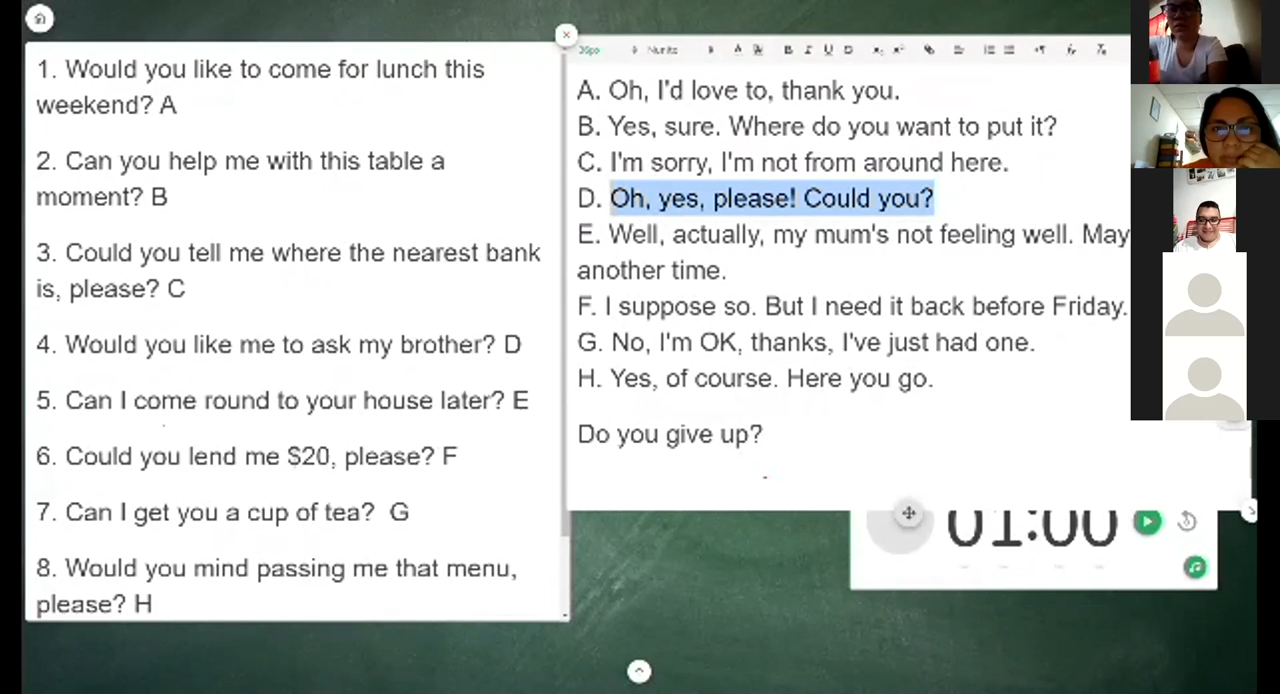 1. Would you like to come for lunch this
weekend? A
2. Can you help me with this table a
moment? B
3. Could you tell me where the nearest bank
is, please? C
4. Would you like me to ask my brother? D
5. Can I come round to your house later? E
6. Could you lend me $20, please? F
7. Can I get you a cup of tea? G
8. Would you mind passing me that menu,
please? H
36px Nunito
A. Oh, I'd love to, thank you.
B. Yes, sure. Where do you want to put it?
C. I'm sorry, I'm not from around here.
D. Oh, yes, please! Could you?
E. Well, actually, my mum's not feeling well. May
another time.
F. I suppose so. But I need it back before Friday.
G. No, I'm OK, thanks, I've just had one.
H. Yes, of course. Here you go.
Do you give up?
01:00